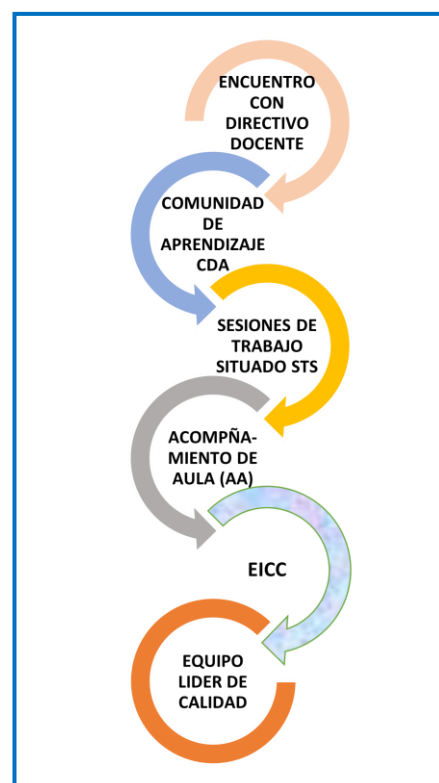 ENCUENTRO
CON
DIRECTIVO
DOCENTE
COMUNIDAD
DE
APRENDIZAJE
CDA
SESIONES DE
TRABAJO
SITUADO STS
ACOMPÑA-
MIENTO DE
AULA (AA)
EICC
EQUIPO
LIDER DE
CALIDAD